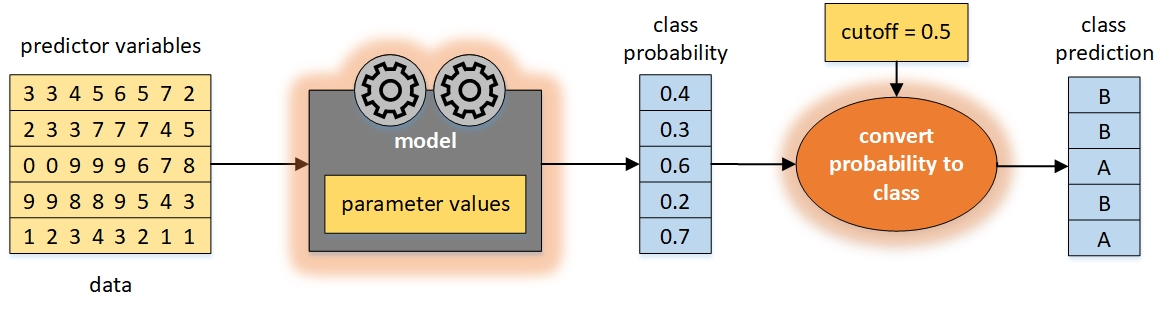 predictor variables
3 3 4 5 6 5 7 2
2 3 3 7 7 7 4 5
0 0 9 9 9 6 7 8
9 9 8 8 9 5 4 3
1 2 3 4 3 2 1 1
data
model
parameter values
class
probability
0.4
0.3
0.6
0.2
0.7
cutoff = 0.5
convert
probability to
class
class
prediction
B
B
A
B
A